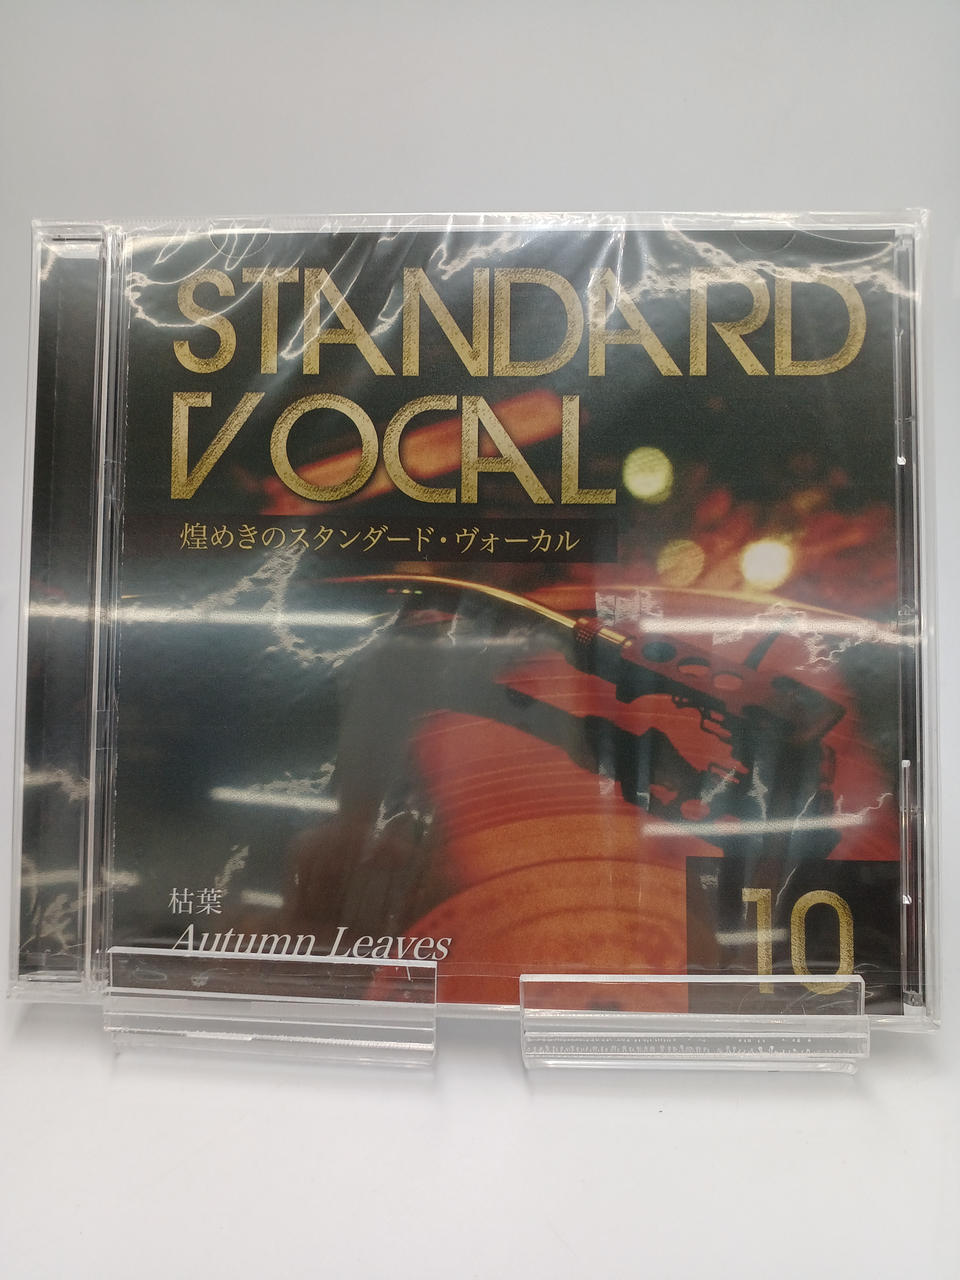 STANDARD
VOCAL
煌めきのスタンダード・ヴォーカル
枯葉
Autumn Leaves
10